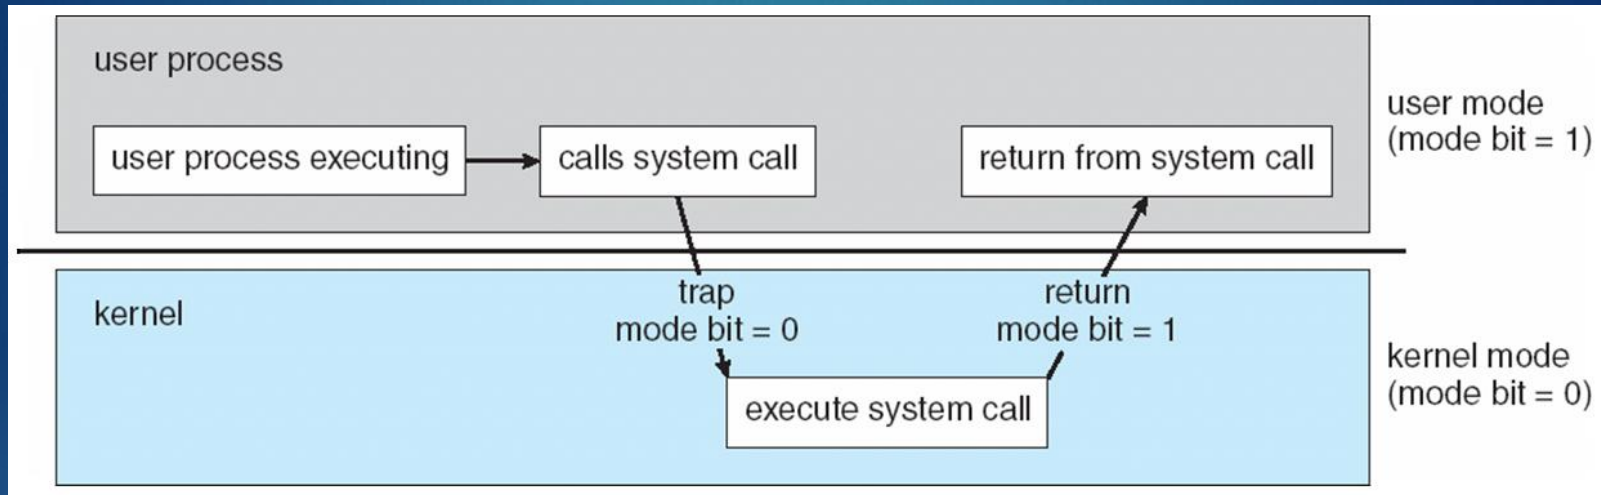 user process
user process executing
calls system call
return from system call
user mode
(mode bit = 1)
kernel
trap
mode bit = 0
return
mode bit = 1
execute system call
kernel mode
(mode bit = 0)